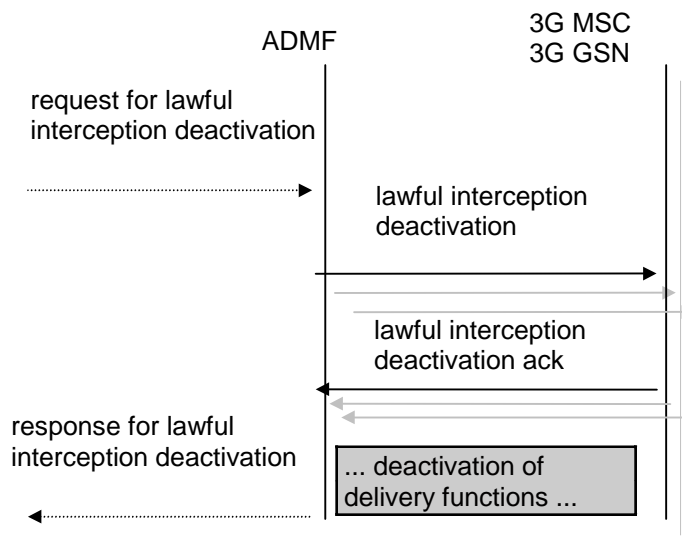 ADMF
3G MSC
3G GSN
request for lawful
interception deactivation
lawful interception
deactivation
lawful interception
deactivation ack
response for lawful
interception deactivation
... deactivation of
delivery functions ...